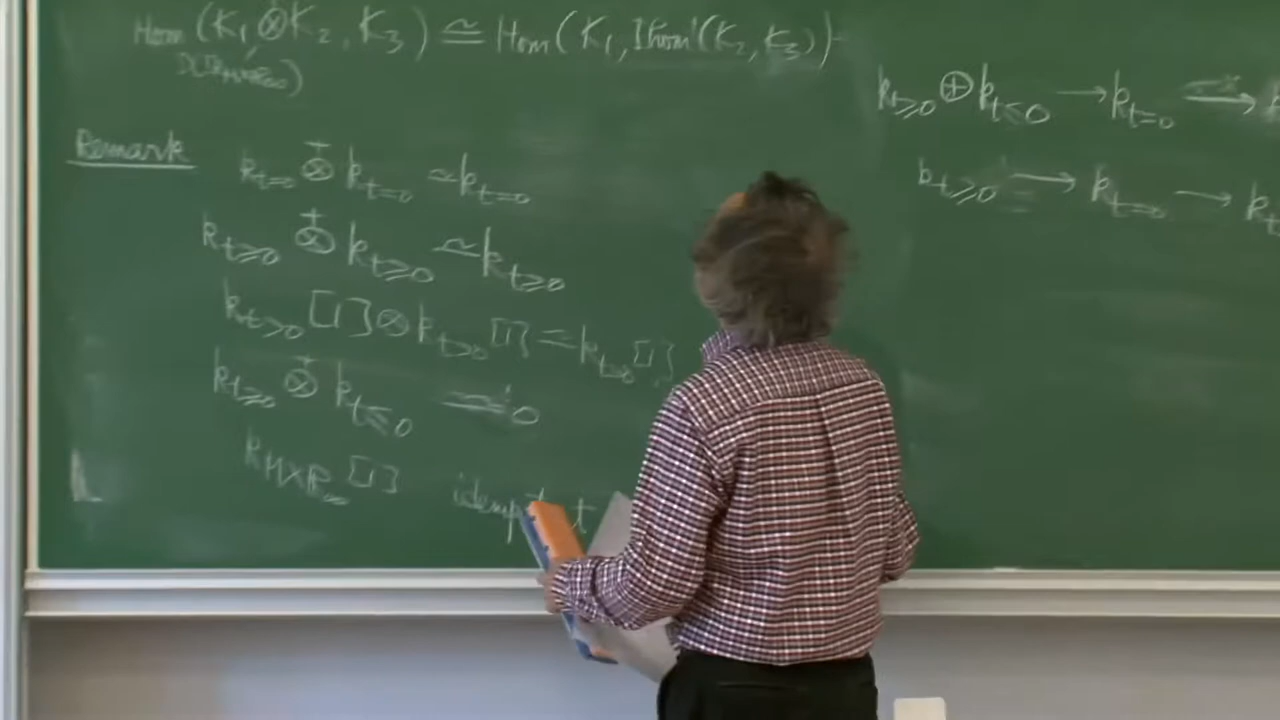 Hom (K₁ ⊗⁺ K₂, K₃) ≃ Hom (K₁, Ihom⁺(K₂, K₃))
Remark
k_{t=0} ⊗⁺ k_{t=0} ≃ k_{t=0}
k_{t≥0} ⊗⁺ k_{t≥0} ≃ k_{t≥0}
k_{t>0} [1] ⊗ k_{t>0} [1] = k_{t>0} [1]
k_{t≥0} ⊗⁺ k_{t≤0} ≃ 0
k_{M×R_∞} [1]
k_{t≥0} ⊕ k_{t≤0} → k_{t=0} →
k_{t≥0} → k_{t=0} →